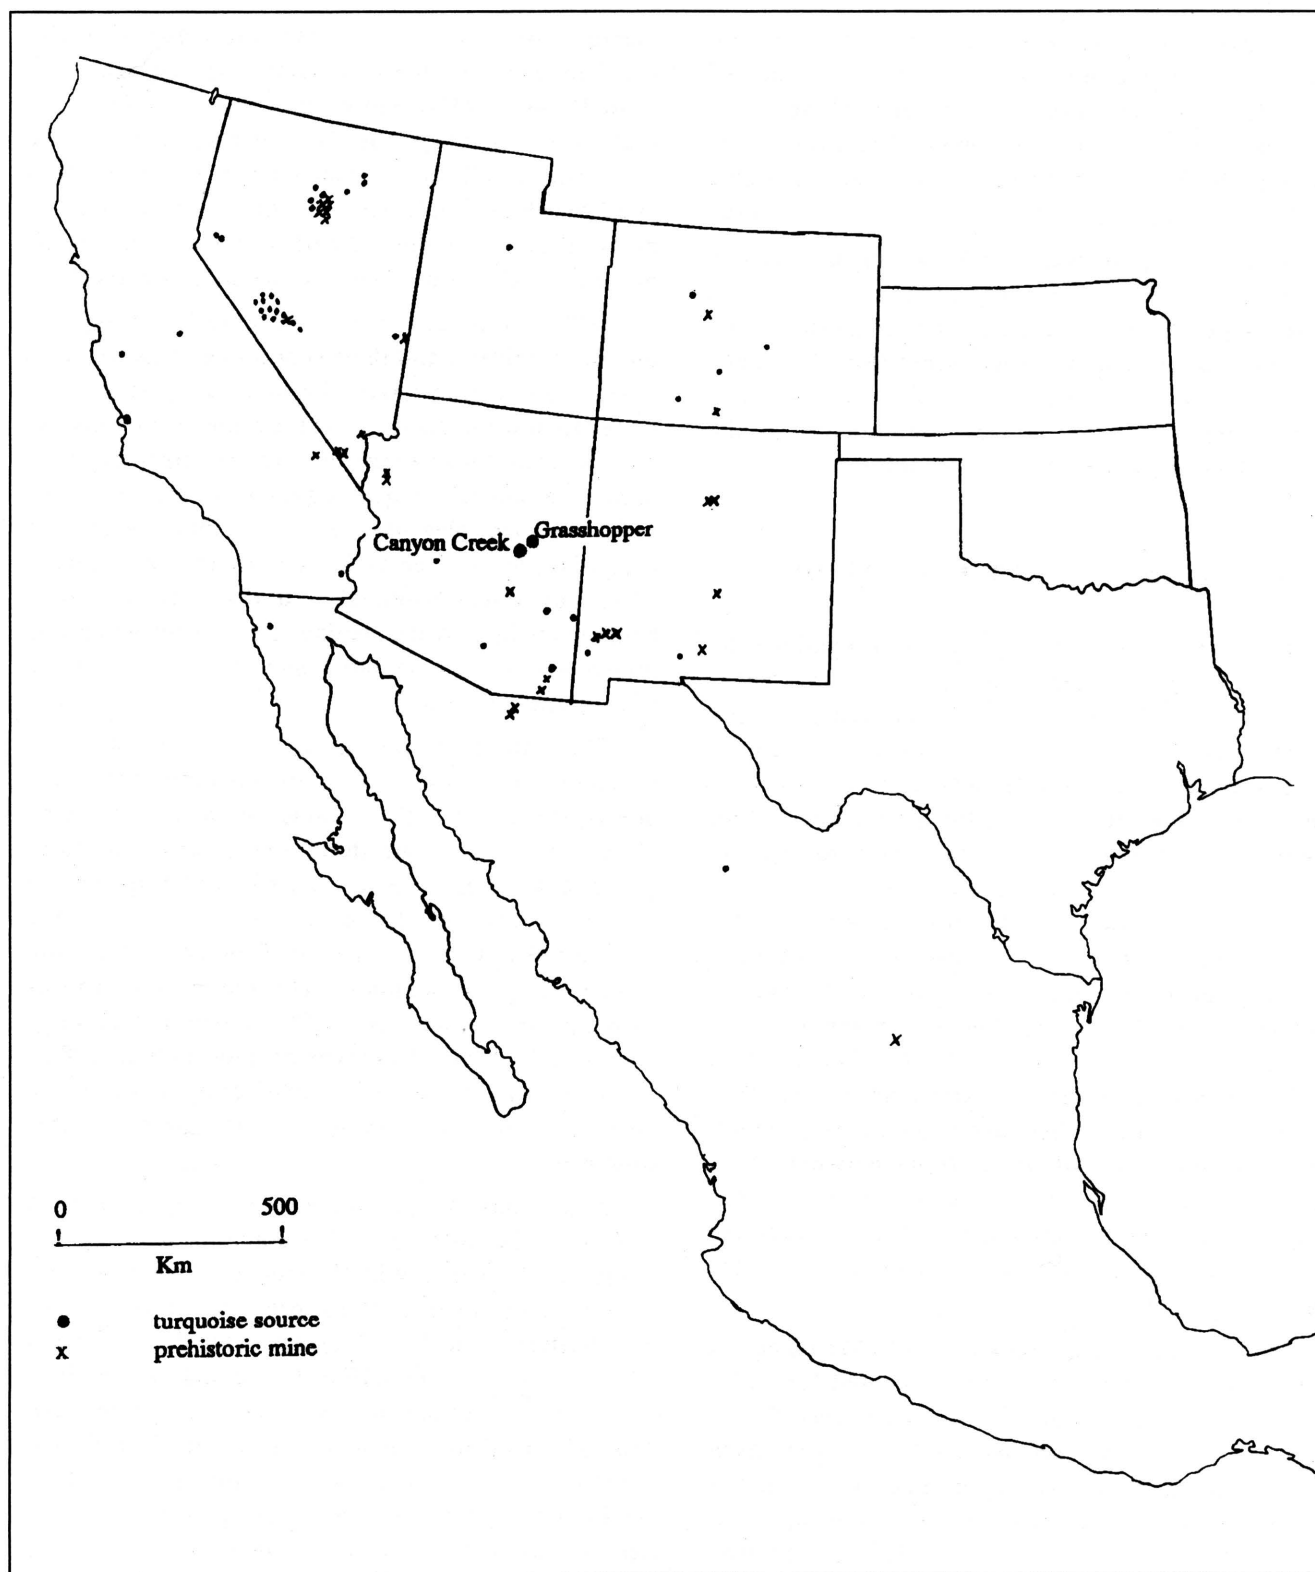 Grasshopper
Canyon Creek
0 500
Km
● turquoise source
x prehistoric mine